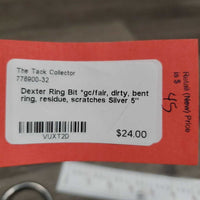 The Tack Collector
778900-32
Dexter Ring Bit *gc/fair, dirty, bent
ring, residue, scratches Silver 5"
VUXT2D
$24.00
Retail (New) Price
is $ 45